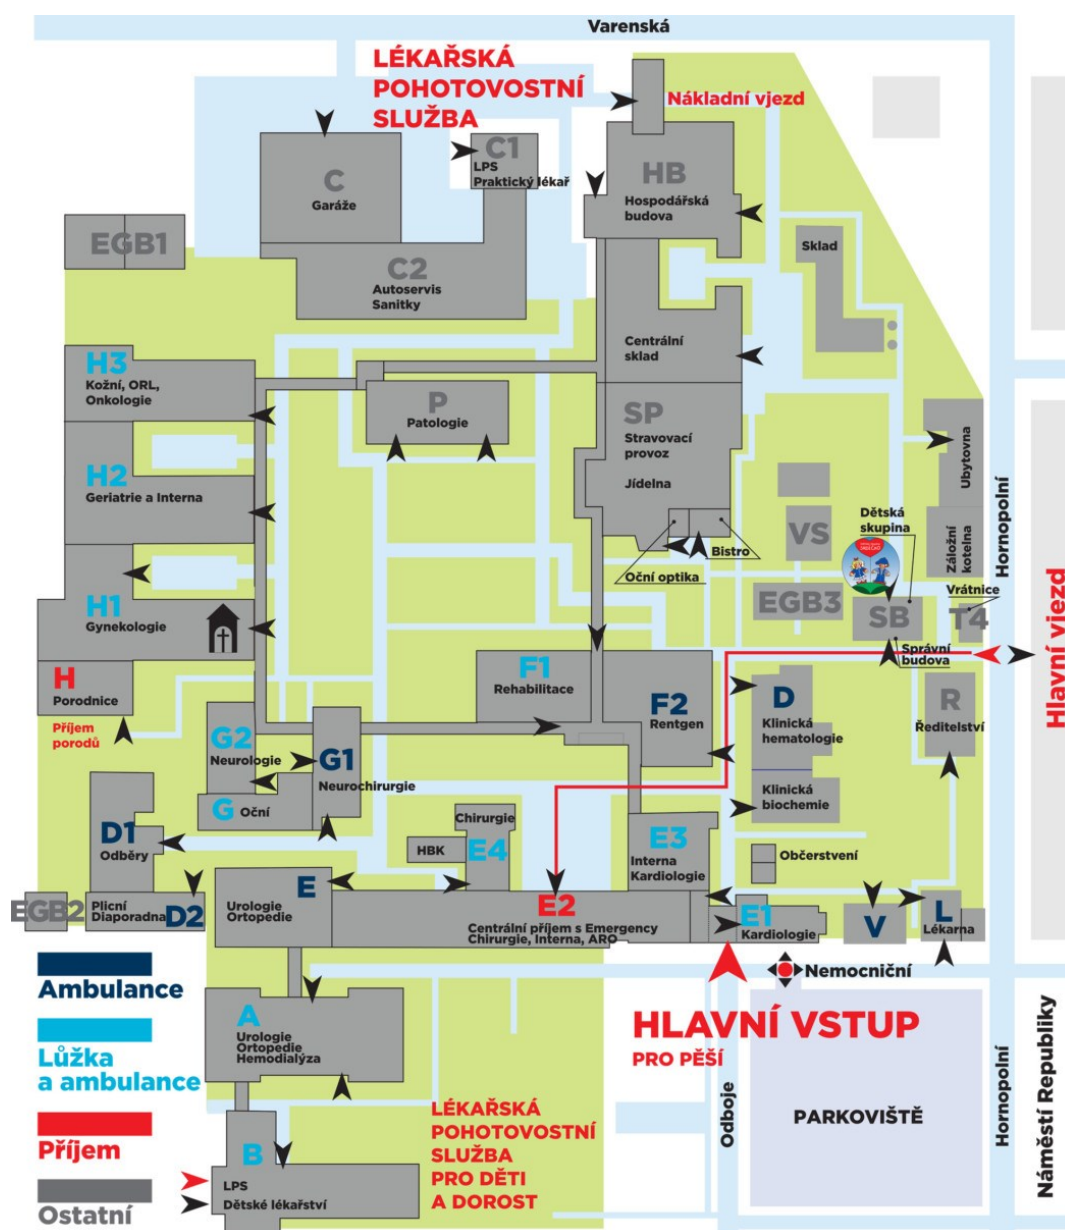 Varenská
LÉKAŘSKÁ
POHOTOVOSTNÍ
SLUŽBA
Nákladní vjezd
C
Garáže
C1
LPS
Praktický lékař
HB
Hospodářská
budova
EGB1
C2
Autoservis
Sanitky
Sklad
H3
Kožní, ORL,
Onkologie
Centrální
sklad
P
Patologie
SP
Stravovací
provoz
Jídelna
Ubytovna
H2
Geriatrie a Interna
VS
Dětská
skupina
Záložní
kotelna
Hornopolní
Bistro
Oční optika
H1
Gynekologie
EGB3
SB
Vrátnice
T4
Správní
budova
Hlavní vjezd
H
Porodnice
Příjem
porodů
F1
Rehabilitace
F2
Rentgen
D
Klinická
hematologie
R
Ředitelství
G2
Neurologie
G1
Neurochirurgie
G
Oční
Klinická
biochemie
D1
Odběry
Chirurgie
HBK
E4
E3
Interna
Kardiologie
Občerstvení
EGB2
Plicní
Diaporadna
D2
E
Urologie
Ortopedie
E2
Centrální příjem s Emergency
Chirurgie, Interna, ARO
E1
Kardiologie
V
L
Lékárna
Ambulance
Nemocniční
Lůžka
a ambulance
A
Urologie
Ortopedie
Hemodialýza
HLAVNÍ VSTUP
PRO PĚŠÍ
Příjem
LÉKAŘSKÁ
POHOTOVOSTNÍ
SLUŽBA
PRO DĚTI
A DOROST
Odboje
PARKOVIŠTĚ
Hornopolní
Náměstí Republiky
B
LPS
Dětské lékařství
Ostatní